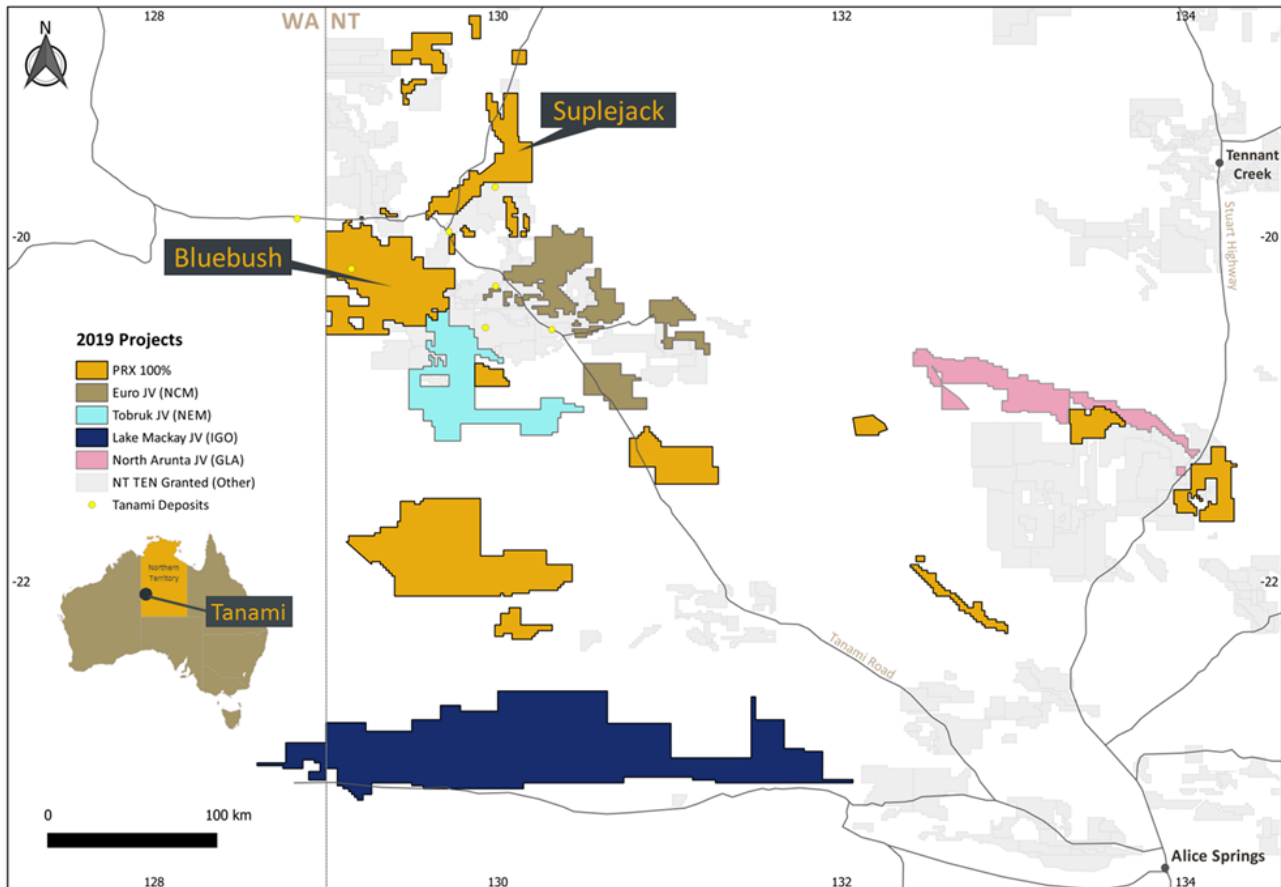 128
130
132
134
WA
NT
N
Suplejack
Tennant
Creek
Stuart Highway
-20
-20
Bluebush
2019 Projects
PRX 100%
Euro JV (NCM)
Tobruk JV (NEM)
Lake Mackay JV (IGO)
North Arunta JV (GLA)
NT TEN Granted (Other)
Tanami Deposits
Northern
Territory
Tanami
-22
-22
Tanami Road
0
100 km
Alice Springs
128
130
132
134